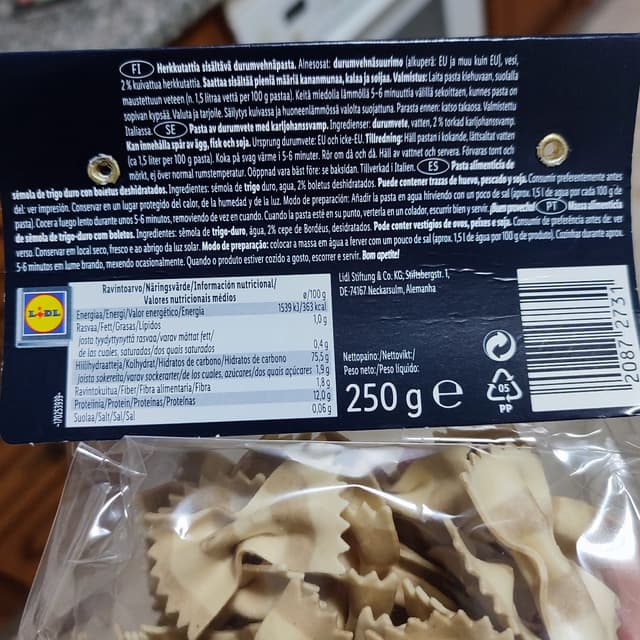 FI Herkkutattia sisältävä durumvehnäpasta. Ainesosat: durumvehnäsuurimo (alkuperä: EU ja muu kuin EU), vesi,
2 % kuivattua herkkutattia. Saattaa sisältää pieniä määriä kananmunaa, kalaa ja soijaa. Valmistus: Laita pasta kiehuvaan, suolalla
maustettuun veteen (n. 1,5 litraa vettä per 100 g pastaa). Keitä miedolla lämmöllä 5-6 minuuttia välillä sekoittaen, kunnes pasta on
sopivan kypsää. Valuta ja tarjoile. Säilytys kuivassa ja huoneenlämmössä valolta suojattuna. Parasta ennen: katso takaosa. Valmistettu
Italiassa. SE Pasta av durumvete med karljohansvamp. Ingredienser: durumvete, vatten, 2 % torkad karljohansvamp.
Kan innehålla spår av ägg, fisk och soja. Ursprung durumvete: EU och icke-EU. Tillredning: Häll pastan i kokande, lättsaltat vatten
(ca 1,5 liter per 100 g pasta). Koka på svag värme i 5-6 minuter. Rör om då och då. Häll av vattnet och servera. Förvaras torrt och
mörkt, ej över normal rumstemperatur. Oöppnad vara bäst före: se baksidan. Tillverkad i Italien. ES Pasta alimenticia de
sémola de trigo duro con boletus deshidratados. Ingredientes: sémola de trigo duro, agua, 2% boletus deshidratados. Puede contener trazas de huevo, pescado y soja. Consumir preferentemente antes
del: ver impresión. Conservar en un lugar protegido del calor, de la humedad y de la luz. Modo de preparación: Añadir la pasta en agua hirviendo con un poco de sal (aprox. 1,5 l de agua por cada 100 g de
pasta). Cocer a fuego lento durante unos 5-6 minutos, removiendo de vez en cuando. Cuando la pasta esté en su punto, verterla en un colador, escurrir bien y servir. ¡Buen provecho! PT Massa alimentícia
de sêmola de trigo-duro com boletus. Ingredientes: sêmola de trigo-duro, água, 2% cepe de Bordéus, desidratados. Pode conter vestígios de ovos, peixes e soja. Consumir de preferência antes de: ver
verso. Conservar em local seco, fresco e ao abrigo da luz solar. Modo de preparação: colocar a massa em água a ferver com um pouco de sal (aprox. 1,5 l de água por 100 g de produto). Cozinhar durante aprox.
5-6 minutos em lume brando, mexendo ocasionalmente. Quando o produto estiver cozido a gosto, escorrer e servir. Bom apetite!
LIDL
Ravintoarvo/Näringsvärde/Información nutricional/
Valores nutricionais médios ø/100 g
Energiaa/Energi/Valor energético/Energia 1539 kJ/363 kcal
Rasvaa/Fett/Grasas/Lípidos 1,0 g
josta tyydyttynyttä rasvaa/varav mättat fett/
de las cuales, saturadas/dos quais saturados 0,4 g
Hiilihydraatteja/Kolhydrat/Hidratos de carbono/Hidratos de carbono 75,5 g
joista sokereita/varav sockerarter/de los cuales, azúcares/dos quais açúcares 1,9 g
Ravintokuitua/Fiber/Fibra alimentaria/Fibra 1,8 g
Proteiinia/Protein/Proteínas/Proteínas 12,0 g
Suolaa/Salt/Sal/Sal 0,06 g
Lidl Stiftung & Co. KG, Stiftsbergstr. 1,
DE-74167 Neckarsulm, Alemanha
Nettopaino:/Nettovikt:/
Peso neto:/Peso líquido:
250 g e
05
PP
2087 2731